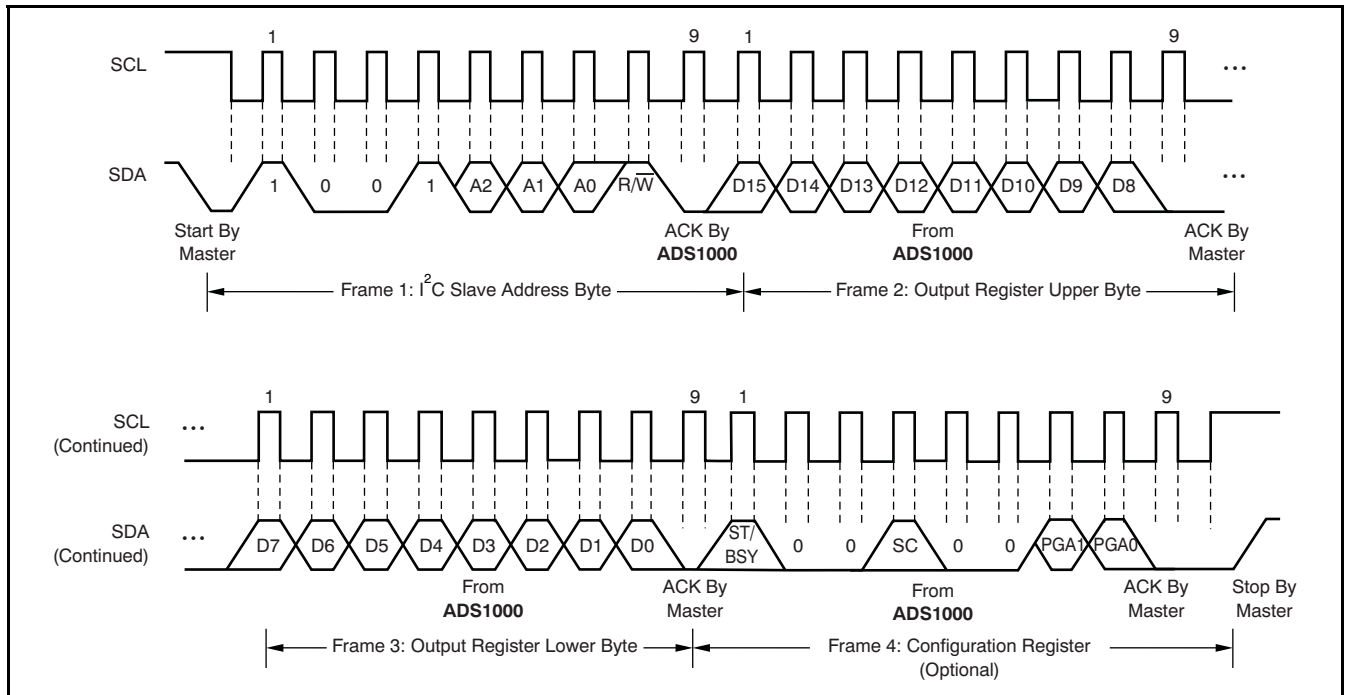 1 9 1 9
SCL ...
SDA 1 0 0 1 A2 A1 A0 R/W̅ D15 D14 D13 D12 D11 D10 D9 D8 ...
Start By Master
ACK By ADS1000
From ADS1000
ACK By Master
Frame 1: I²C Slave Address Byte
Frame 2: Output Register Upper Byte
1 9 1 9
SCL (Continued) ...
SDA (Continued) ... D7 D6 D5 D4 D3 D2 D1 D0 ST/BSY 0 0 SC 0 0 PGA1 PGA0
From ADS1000
ACK By Master
From ADS1000
ACK By Master
Stop By Master
Frame 3: Output Register Lower Byte
Frame 4: Configuration Register
(Optional)